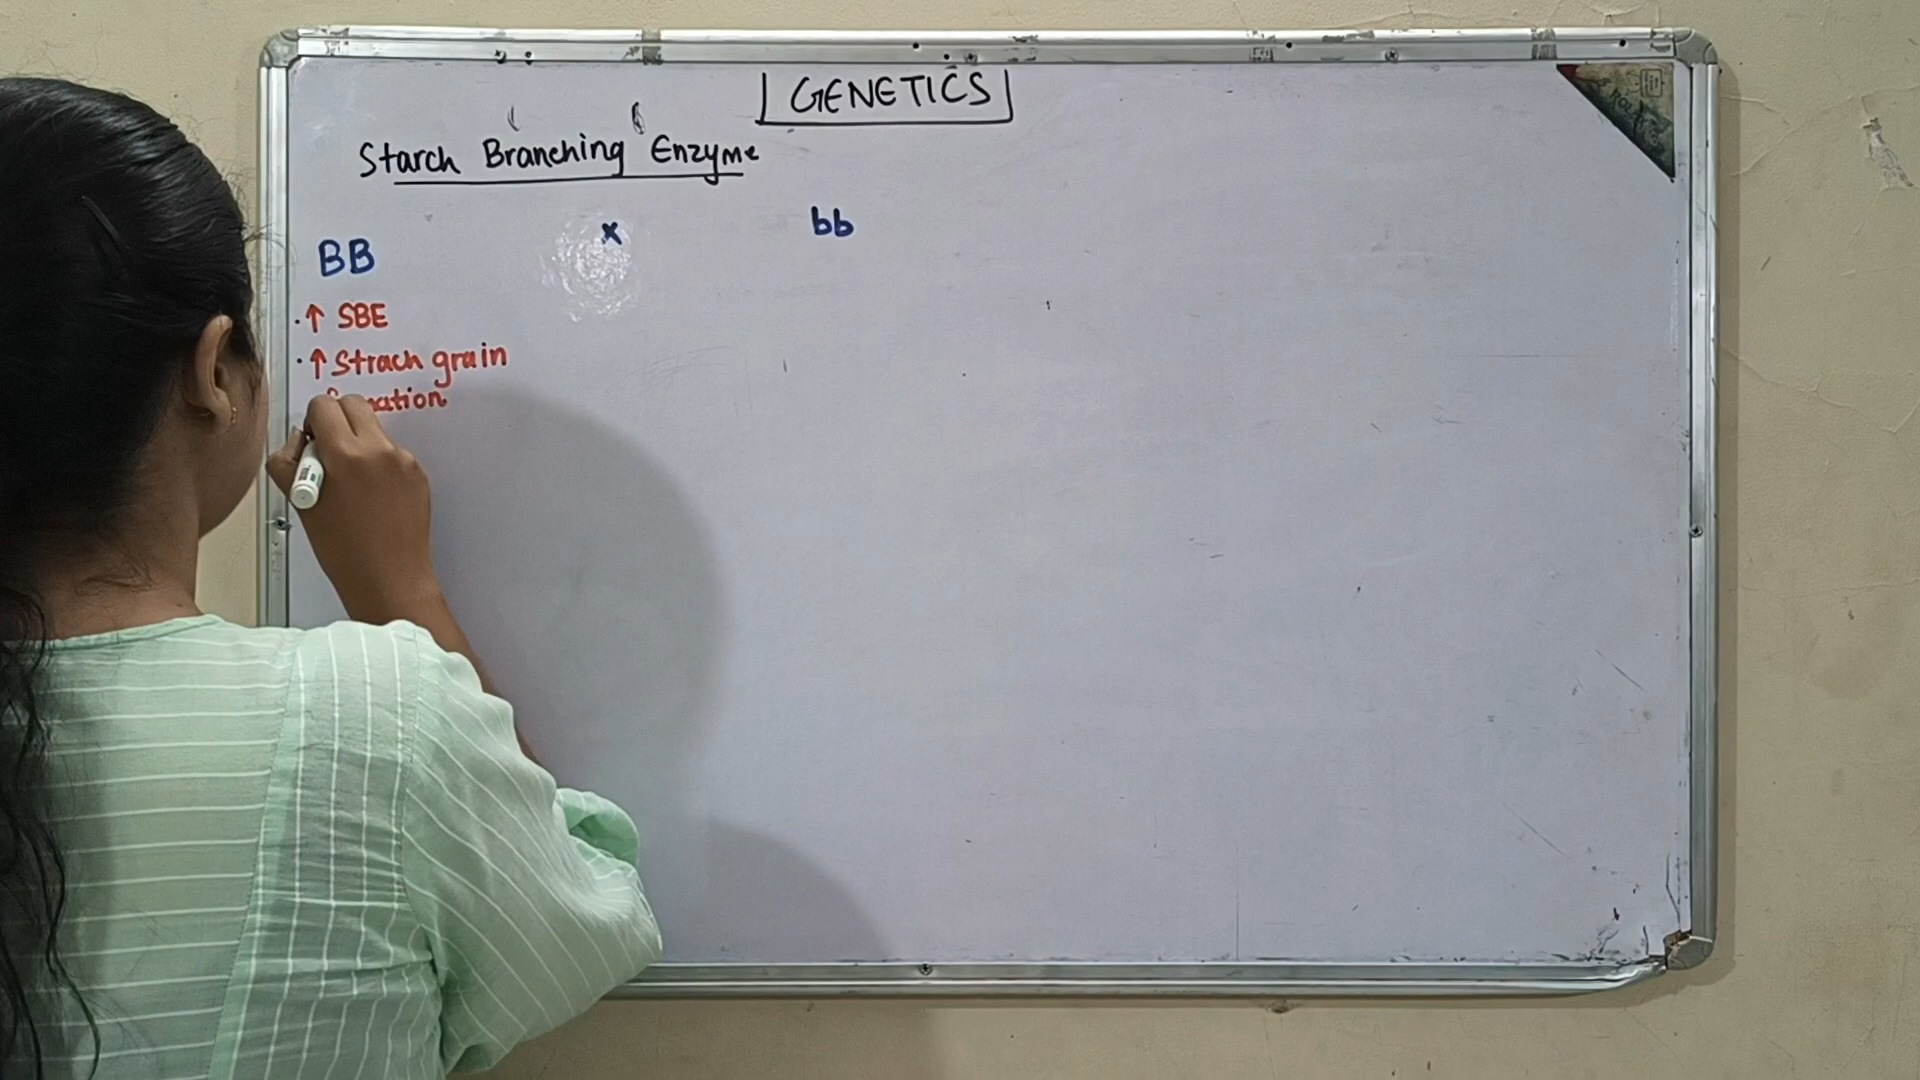 GENETICS
Starch Branching Enzyme
BB x bb
· ↑ SBE
· ↑ Strach grain